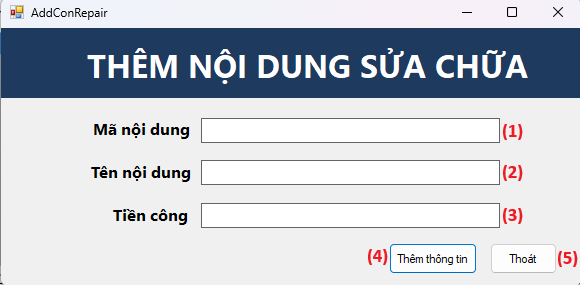 AddConRepair
THÊM NỘI DUNG SỬA CHỮA
Mã nội dung (1)
Tên nội dung (2)
Tiền công (3)
(4) Thêm thông tin Thoát (5)